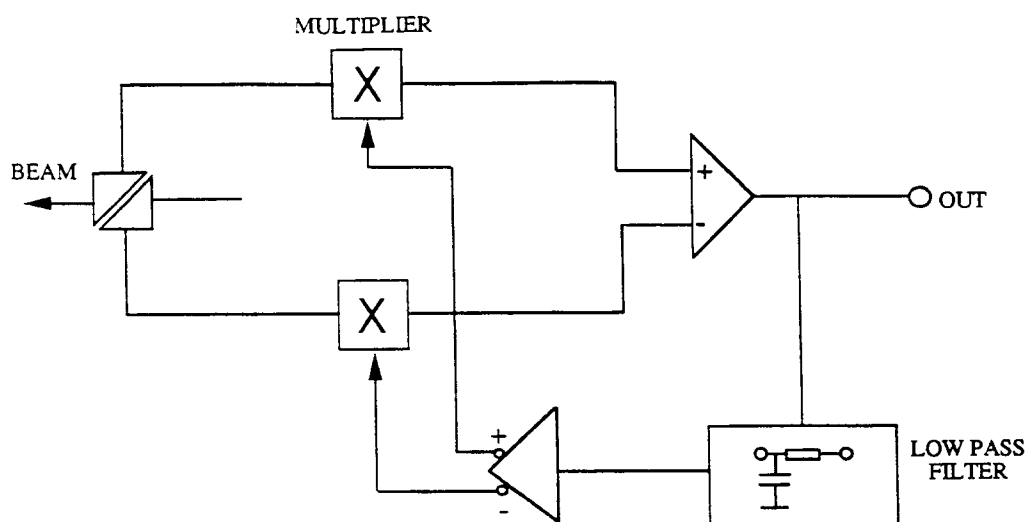 MULTIPLIER
X
BEAM
+
-
OUT
X
+
-
LOW PASS
FILTER